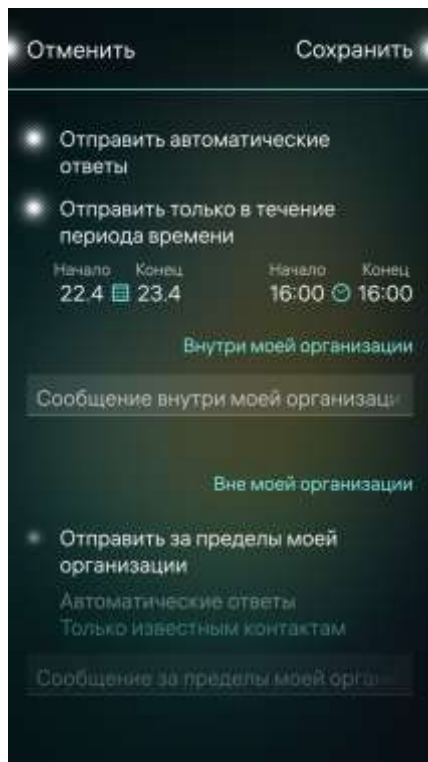 Отменить Сохранить
Отправить автоматические
ответы
Отправить только в течение
периода времени
Начало Конец Начало Конец
22.4 23.4 16:00 16:00
Внутри моей организации
Сообщение внутри моей организаци
Вне моей организации
Отправить за пределы моей
организации
Автоматические ответы
Только известным контактам
Сообщение за пределы моей орга